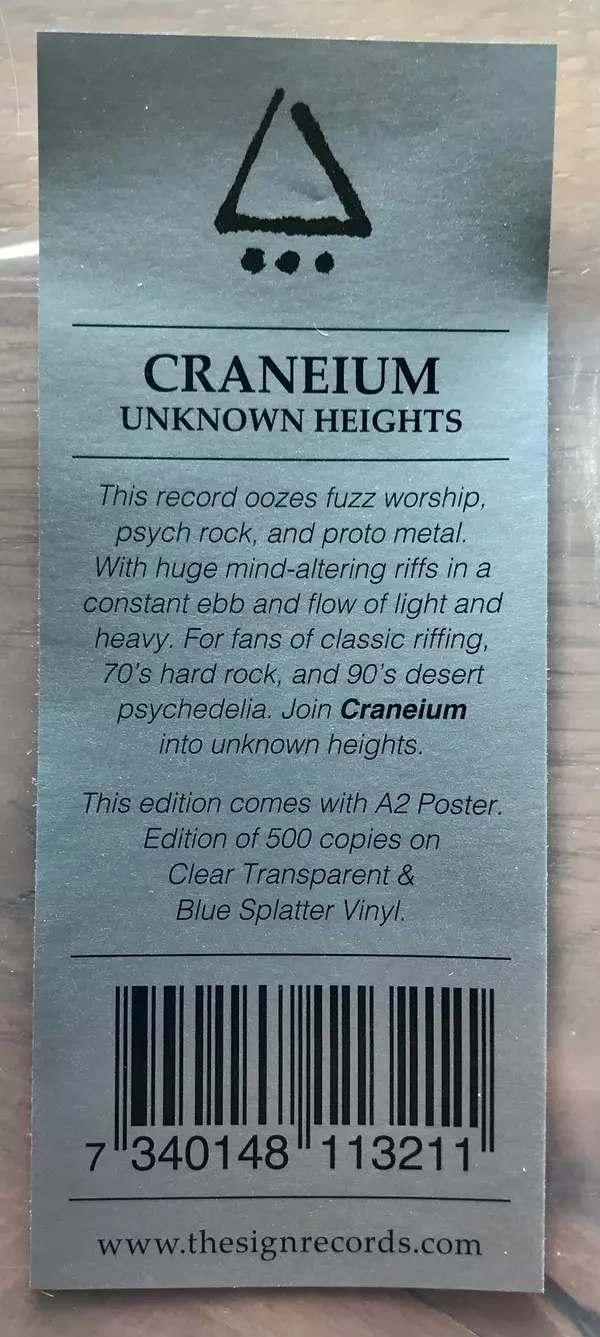 CRANEIUM
UNKNOWN HEIGHTS
This record oozes fuzz worship,
psych rock, and proto metal.
With huge mind-altering riffs in a
constant ebb and flow of light and
heavy. For fans of classic riffing,
70's hard rock, and 90's desert
psychedelia. Join Craneium
into unknown heights.
This edition comes with A2 Poster.
Edition of 500 copies on
Clear Transparent &
Blue Splatter Vinyl.
7 340148 113211
www.thesignrecords.com